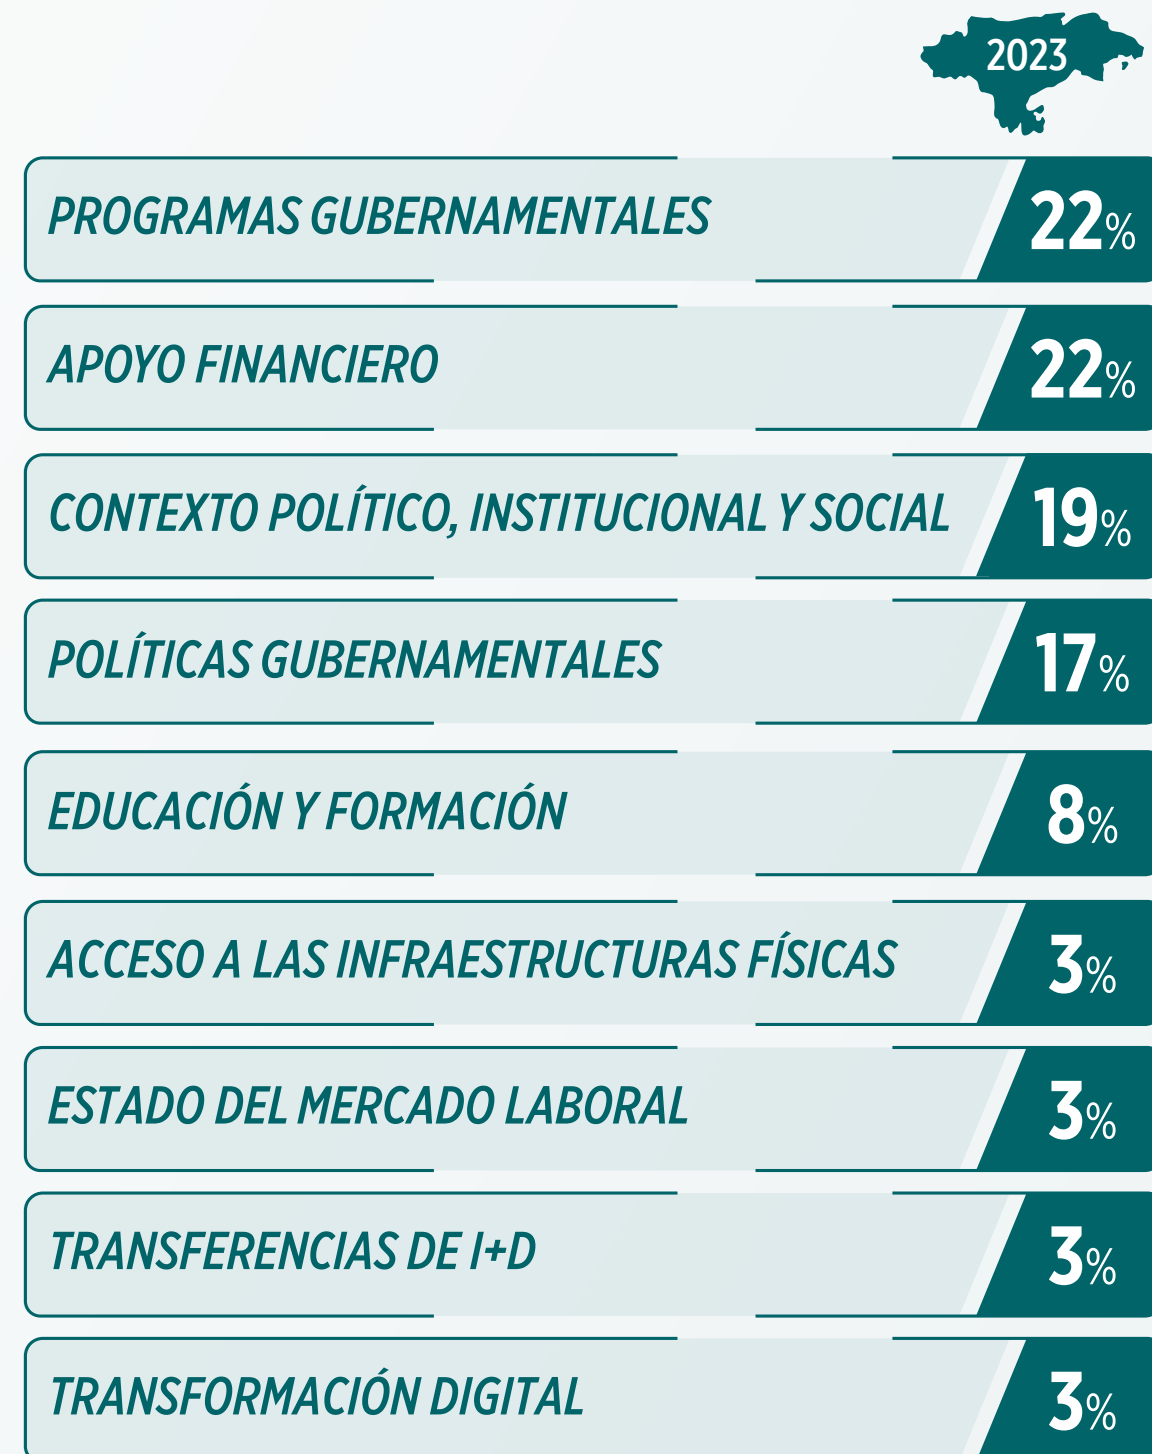 2023
PROGRAMAS GUBERNAMENTALES 22%
APOYO FINANCIERO 22%
CONTEXTO POLÍTICO, INSTITUCIONAL Y SOCIAL 19%
POLÍTICAS GUBERNAMENTALES 17%
EDUCACIÓN Y FORMACIÓN 8%
ACCESO A LAS INFRAESTRUCTURAS FÍSICAS 3%
ESTADO DEL MERCADO LABORAL 3%
TRANSFERENCIAS DE I+D 3%
TRANSFORMACIÓN DIGITAL 3%